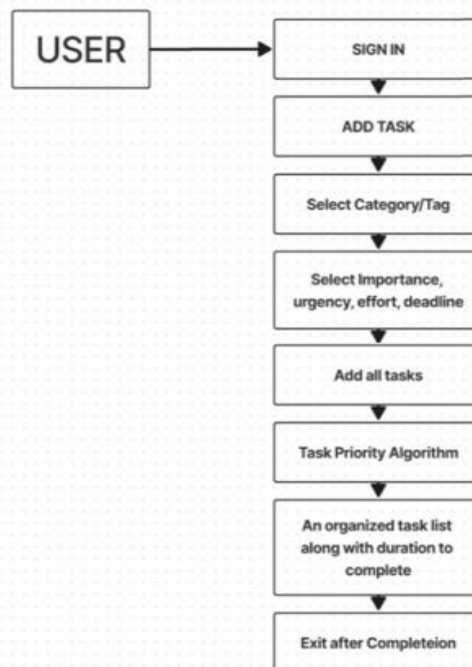 USER
SIGN IN
ADD TASK
Select Category/Tag
Select Importance,
urgency, effort, deadline
Add all tasks
Task Priority Algorithm
An organized task list
along with duration to
complete
Exit after Completeion